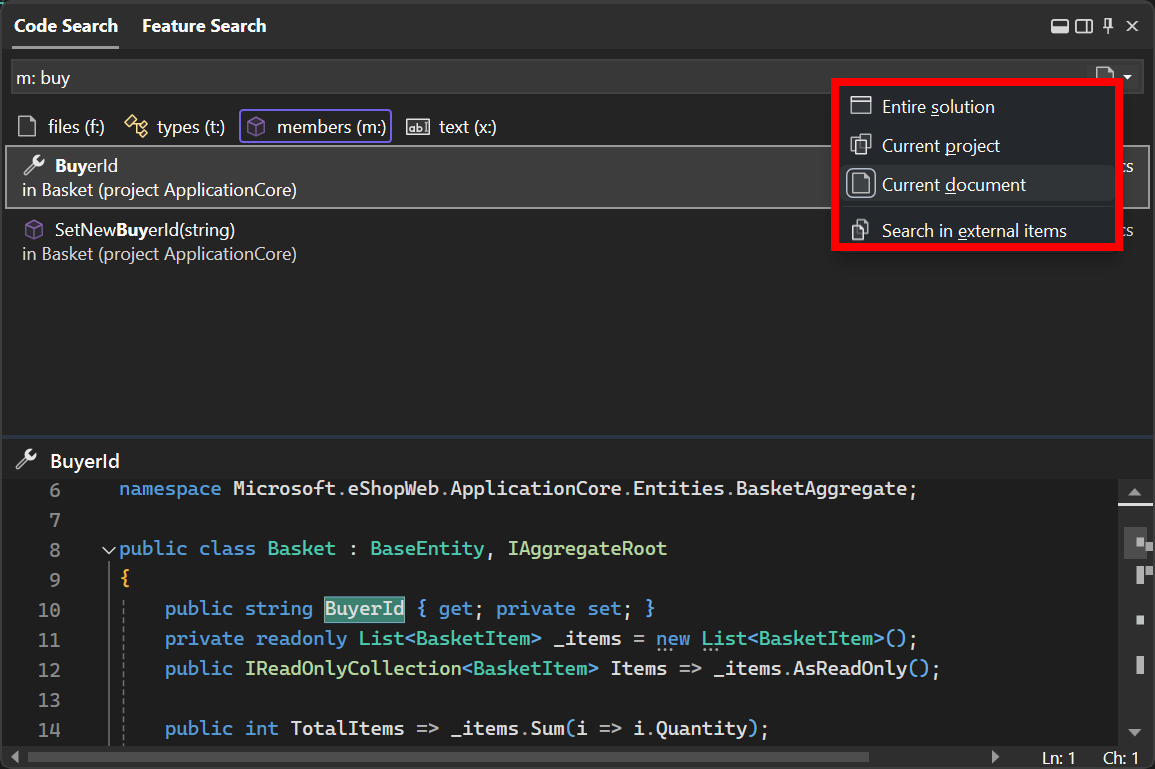 Code Search Feature Search
m: buy
files (f:) types (t:) members (m:) text (x:)
Entire solution
Current project
Current document
Search in external items
BuyerId cs
in Basket (project ApplicationCore)
SetNewBuyerId(string) cs
in Basket (project ApplicationCore)
BuyerId
6 namespace Microsoft.eShopWeb.ApplicationCore.Entities.BasketAggregate;
7
8 public class Basket : BaseEntity, IAggregateRoot
9 {
10 public string BuyerId { get; private set; }
11 private readonly List<BasketItem> _items = new List<BasketItem>();
12 public IReadOnlyCollection<BasketItem> Items => _items.AsReadOnly();
13
14 public int TotalItems => _items.Sum(i => i.Quantity);
Ln: 1 Ch: 1